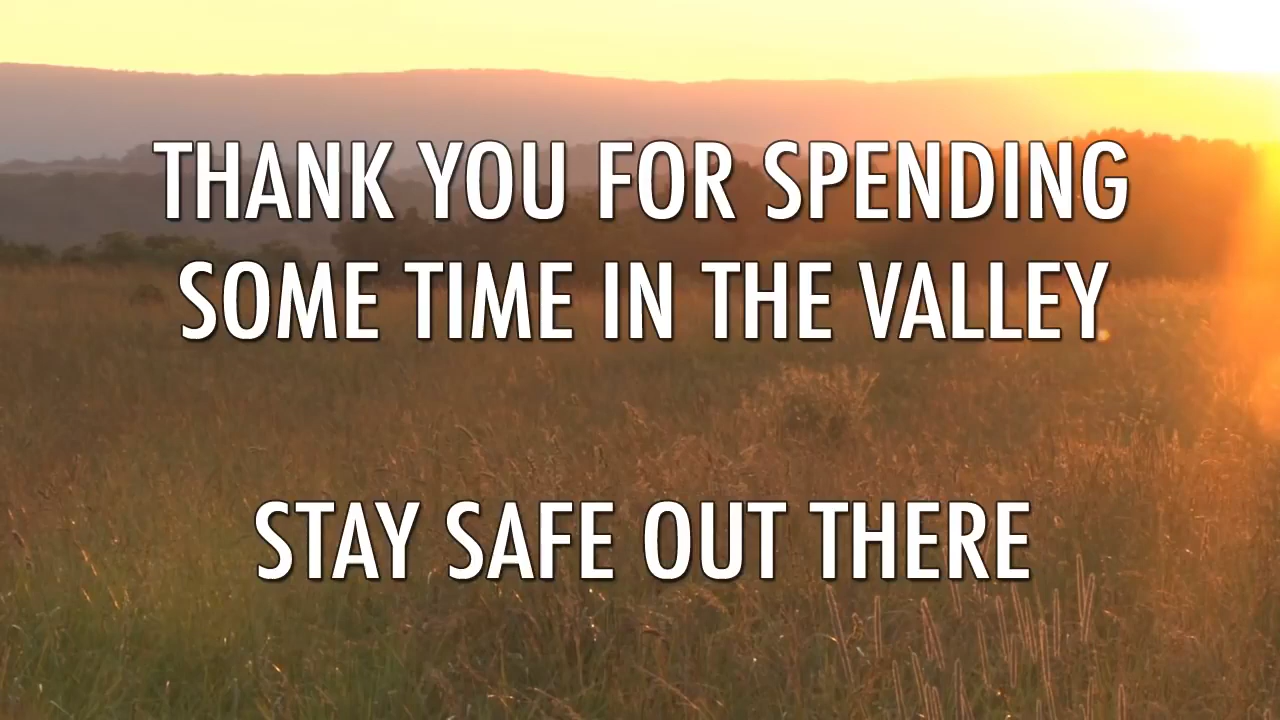 THANK YOU FOR SPENDING
SOME TIME IN THE VALLEY
STAY SAFE OUT THERE